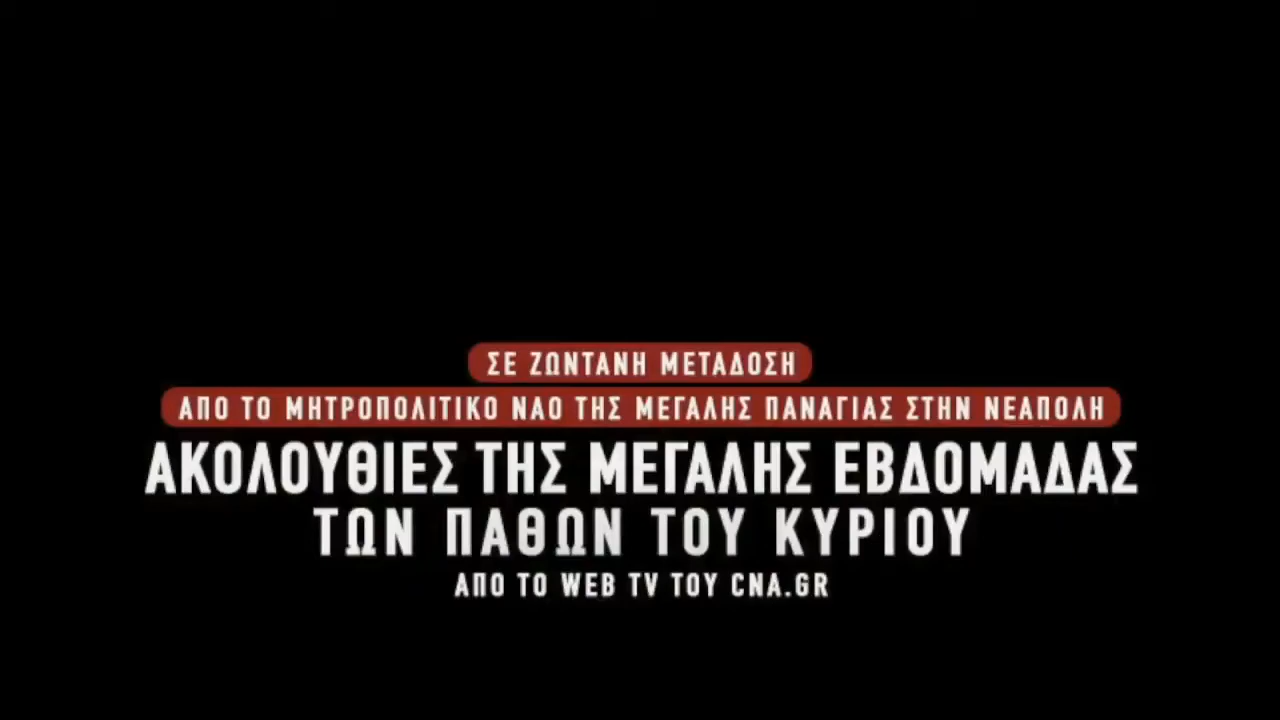 ΣΕ ΖΩΝΤΑΝΗ ΜΕΤΑΔΟΣΗ
ΑΠΟ ΤΟ ΜΗΤΡΟΠΟΛΙΤΙΚΟ ΝΑΟ ΤΗΣ ΜΕΓΑΛΗΣ ΠΑΝΑΓΙΑΣ ΣΤΗΝ ΝΕΑΠΟΛΗ
ΑΚΟΛΟΥΘΙΕΣ ΤΗΣ ΜΕΓΑΛΗΣ ΕΒΔΟΜΑΔΑΣ
ΤΩΝ ΠΑΘΩΝ ΤΟΥ ΚΥΡΙΟΥ
ΑΠΟ ΤΟ WEB TV ΤΟΥ CNA.GR